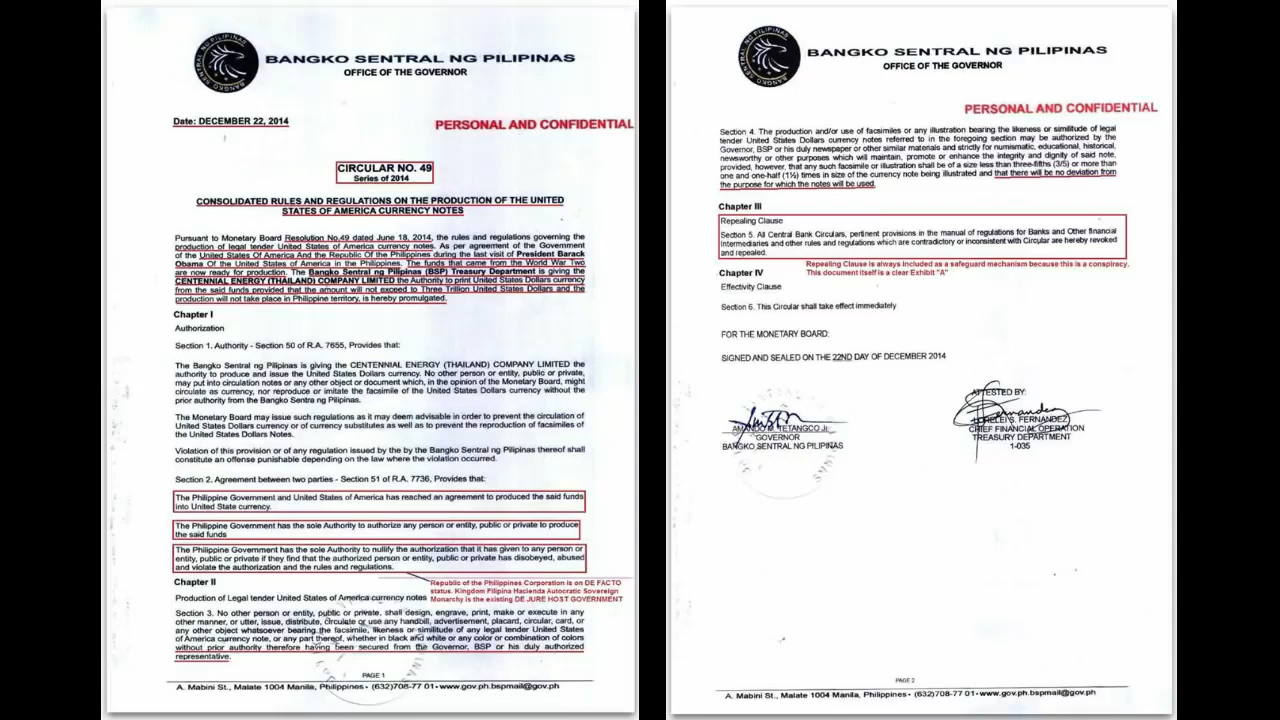 BANGKO SENTRAL NG PILIPINAS
OFFICE OF THE GOVERNOR
Date: DECEMBER 22, 2014
PERSONAL AND CONFIDENTIAL
CIRCULAR NO. 49
Series of 2014
CONSOLIDATED RULES AND REGULATIONS ON THE PRODUCTION OF THE UNITED
STATES OF AMERICA CURRENCY NOTES
Pursuant to Monetary Board Resolution No.49 dated June 18, 2014, the rules and regulations governing the
production of legal tender United States of America currency notes. As per agreement of the Government
of the United States Of America And the Republic Of the Philippines during the last visit of President Barack
Obama Of the United States of America in the Philippines. The funds that came from the World War Two
are now ready for production. The Bangko Sentral ng Pilipinas (BSP) Treasury Department is giving the
CENTENNIAL ENERGY (THAILAND) COMPANY LIMITED the Authority to print United States Dollars currency
from the said funds provided that the amount will not exceed to Three Trillion United States Dollars and the
production will not take place in Philippine territory, is hereby promulgated.
Chapter I
Authorization
Section 1. Authority - Section 50 of R.A. 7655, Provides that:
The Bangko Sentral ng Pilipinas is giving the CENTENNIAL ENERGY (THAILAND) COMPANY LIMITED the
authority to produce and issue the United States Dollars currency. No other person or entity, public or private,
may put into circulation notes or any other object or document which, in the opinion of the Monetary Board, might
circulate as currency, nor reproduce or imitate the facsimile of the United States Dollars currency without the
prior authority from the Bangko Sentra ng Pilipinas.
The Monetary Board may issue such regulations as it may deem advisable in order to prevent the circulation of
United States Dollars currency or of currency substitutes as well as to prevent the reproduction of facsimiles of
the United States Dollars Notes.
Violation of this provision or of any regulation issued by the by the Bangko Sentral ng Pilipinas thereof shall
constitute an offense punishable depending on the law where the violation occurred.
Section 2. Agreement between two parties - Section 51 of R.A. 7736, Provides that:
The Philippine Government and United States of America has reached an agreement to produced the said funds
into United State currency.
The Philippine Government has the sole Authority to authorize any person or entity, public or private to produce
the said funds
The Philippine Government has the sole Authority to nullify the authorization that it has given to any person or
entity, public or private if they find that the authorized person or entity, public or private has disobeyed, abused
and violate the authorization and the rules and regulations.
Chapter II
Republic of the Philippines Corporation is on DE FACTO
status. Kingdom Filipina Hacienda Autocratic Sovereign
Monarchy is the existing DE JURE HOST GOVERNMENT
Production of Legal tender United States of America currency notes
Section 3. No other person or entity, public or private, shall design, engrave, print, make or execute in any
other manner, or utter, issue, distribute, circulate or use any handbill, advertisement, placard, circular, card, or
any other object whatsoever bearing the facsimile, likeness or similitude of any legal tender United States
of America currency note, or any part thereof, whether in black and white or any color or combination of colors
without prior authority therefore having been secured from the Governor, BSP or his duly authorized
representative.
PAGE 1
A. Mabini St., Malate 1004 Manila, Philippines • (632)708-77 01 • www.gov.ph.bspmail@gov.ph
BANGKO SENTRAL NG PILIPINAS
OFFICE OF THE GOVERNOR
PERSONAL AND CONFIDENTIAL
Section 4. The production and/or use of facsimiles or any illustration bearing the likeness or similitude of legal
tender United States Dollars currency notes referred to in the foregoing section may be authorized by the
Governor, BSP or his duly newspaper or other similar materials and strictly for numismatic, educational, historical,
newsworthy or other purposes which will maintain, promote or enhance the integrity and dignity of said note,
provided, however, that any such facsimile or illustration shall be of a size less than three-fifths (3/5) or more than
one and one-half (1½) times in size of the currency note being illustrated and that there will be no deviation from
the purpose for which the notes will be used.
Chapter III
Repealing Clause
Section 5. All Central Bank Circulars, pertinent provisions in the manual of regulations for Banks and Other financial
Intermediaries and other rules and regulations which are contradictory or inconsistent with Circular are hereby revoked
and repealed.
Repealing Clause is always included as a safeguard mechanism because this is a conspiracy.
This document itself is a clear Exhibit "A"
Chapter IV
Effectivity Clause
Section 6. This Circular shall take effect immediately
FOR THE MONETARY BOARD:
SIGNED AND SEALED ON THE 22ND DAY OF DECEMBER 2014
AMANDO M. TETANGCO Jr.
GOVERNOR
BANGKO SENTRAL NG PILIPINAS
ATTESTED BY:
LORELEI S. FERNANDEZ
CHIEF FINANCIAL OPERATION
TREASURY DEPARTMENT
1-035
PAGE 2
A. Mabini St., Malate 1004 Manila, Philippines • (632)708-77 01 • www.gov.ph.bspmail@gov.ph